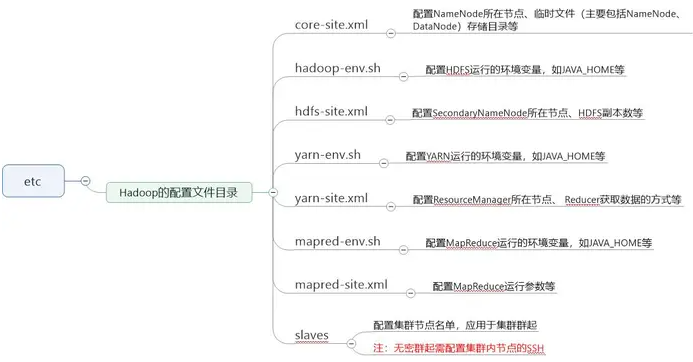 etc
Hadoop的配置文件目录
core-site.xml
配置NameNode所在节点、临时文件（主要包括NameNode、
DataNode）存储目录等
hadoop-env.sh
配置HDFS运行的环境变量，如JAVA_HOME等
hdfs-site.xml
配置SecondaryNameNode所在节点、HDFS副本数等
yarn-env.sh
配置YARN运行的环境变量，如JAVA_HOME等
yarn-site.xml
配置ResourceManager所在节点、 Reducer获取数据的方式等
mapred-env.sh
配置MapReduce运行的环境变量，如JAVA_HOME等
mapred-site.xml
配置MapReduce运行参数等
slaves
配置集群节点名单，应用于集群群起
注：无密群起需配置集群内节点的SSH